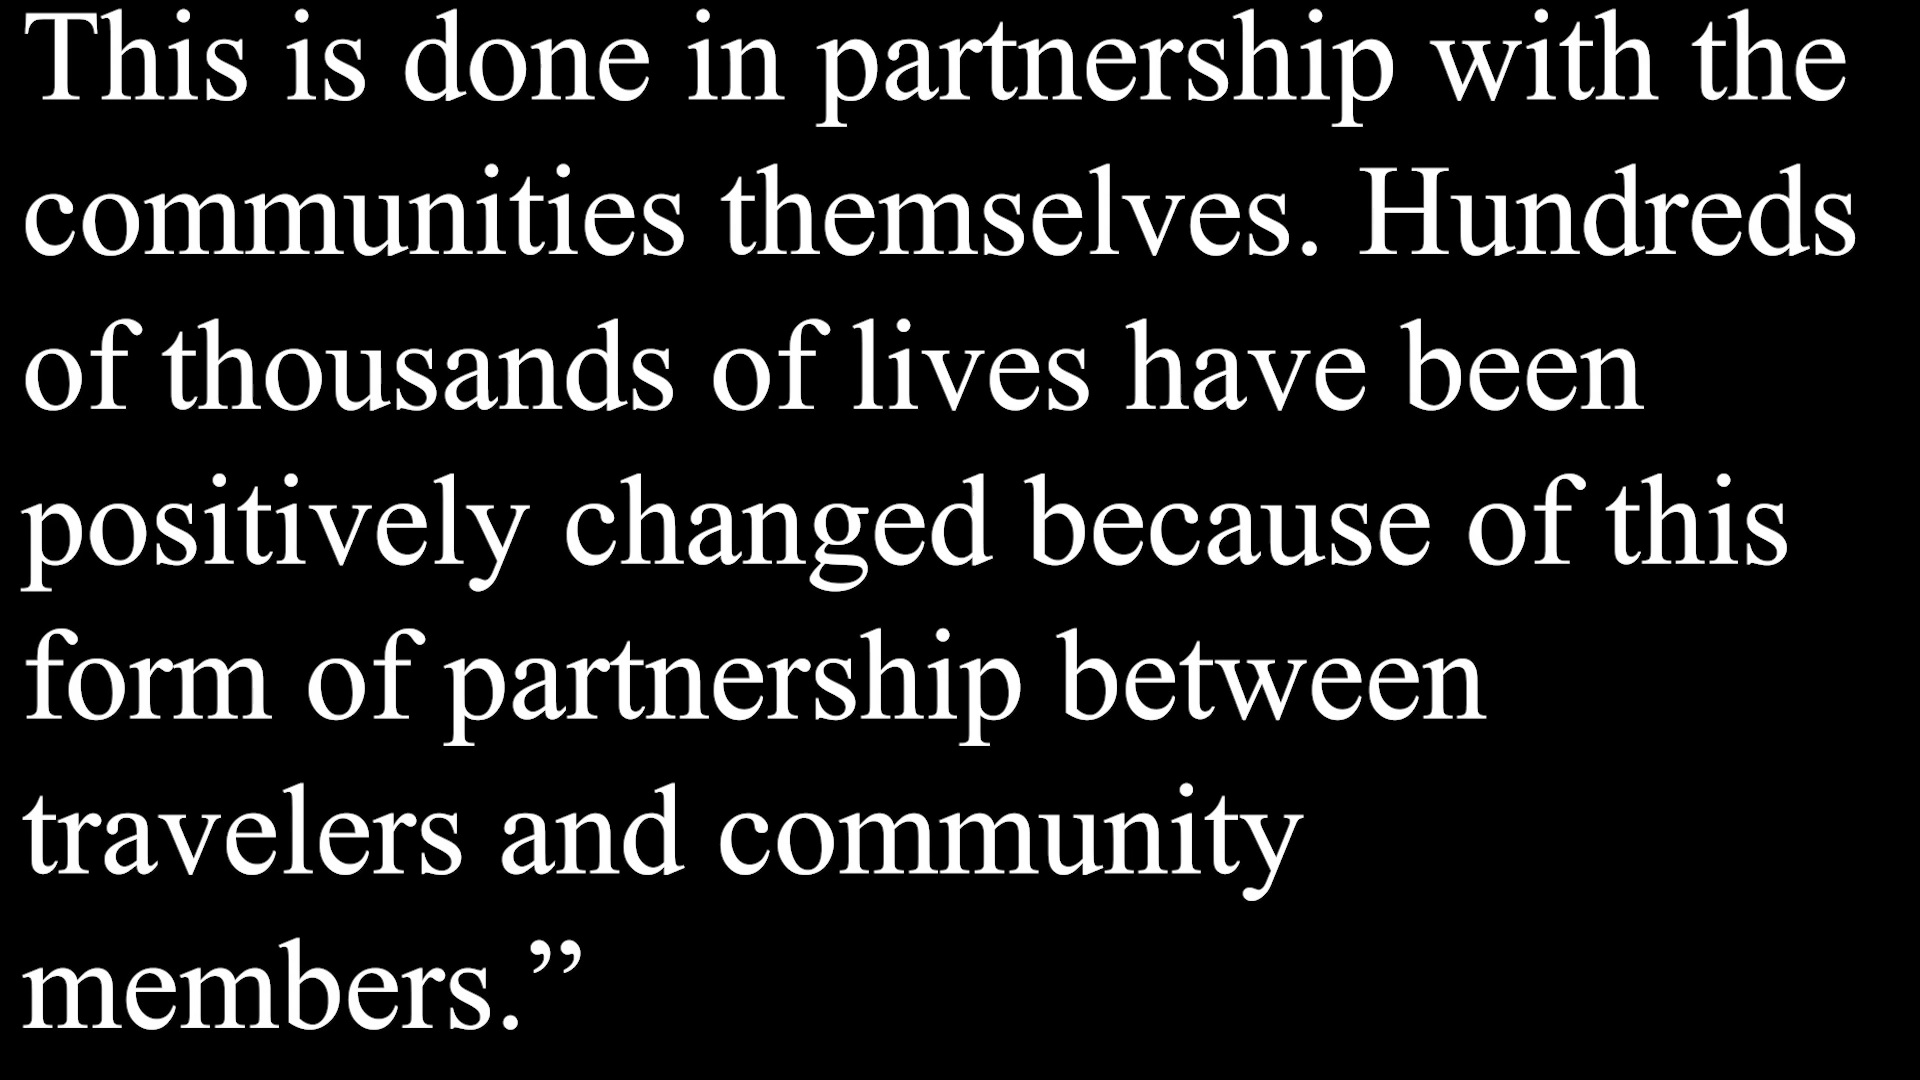 This is done in partnership with the
communities themselves. Hundreds
of thousands of lives have been
positively changed because of this
form of partnership between
travelers and community
members.”